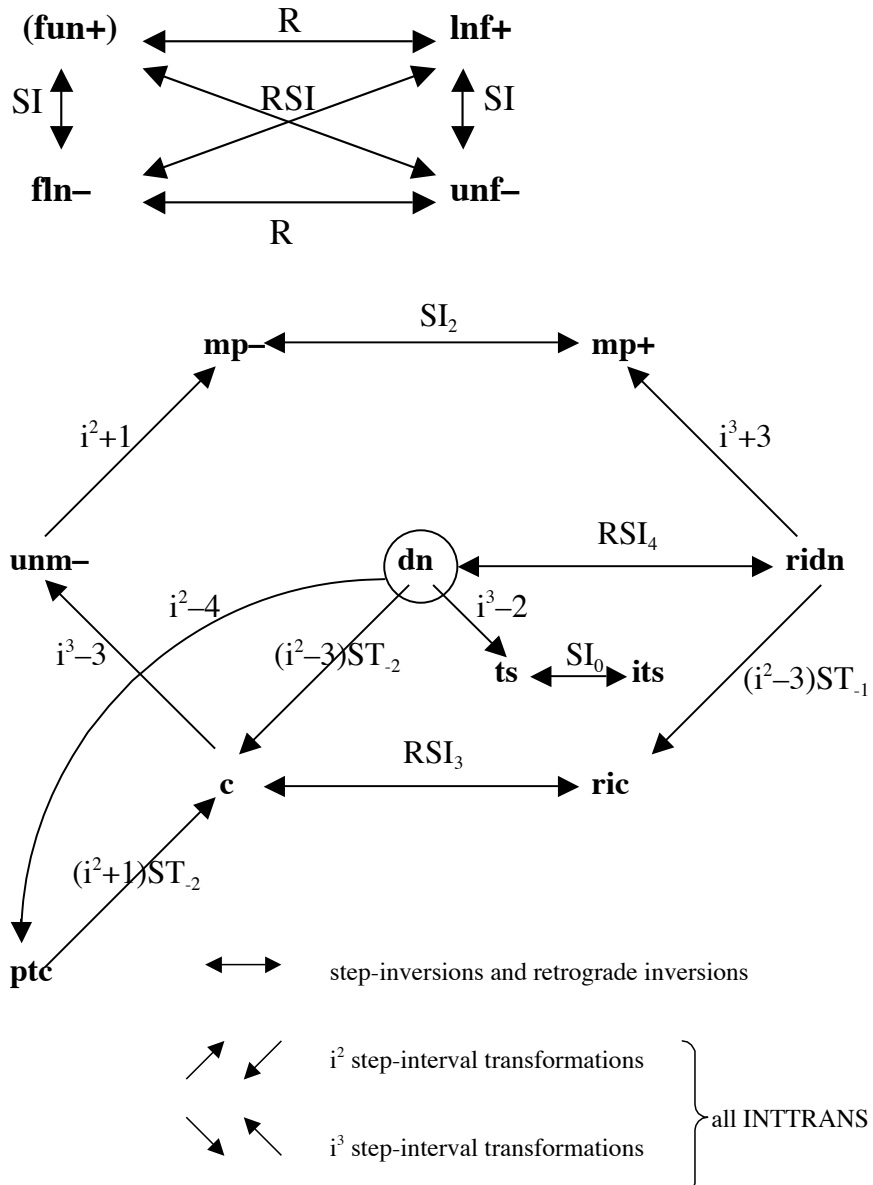 (fun+) R lnf+
SI RSI SI
fln– unf–
R
SI₂
mp– mp+
i²+1 i³+3
RSI₄
unm– dn ridn
i²–4 i³–2
i³–3 (i²–3)ST₋₂ SI₀
ts its (i²–3)ST₋₁
RSI₃
c ric
(i²+1)ST₋₂
ptc step-inversions and retrograde inversions
i² step-interval transformations
all INTTRANS
i³ step-interval transformations